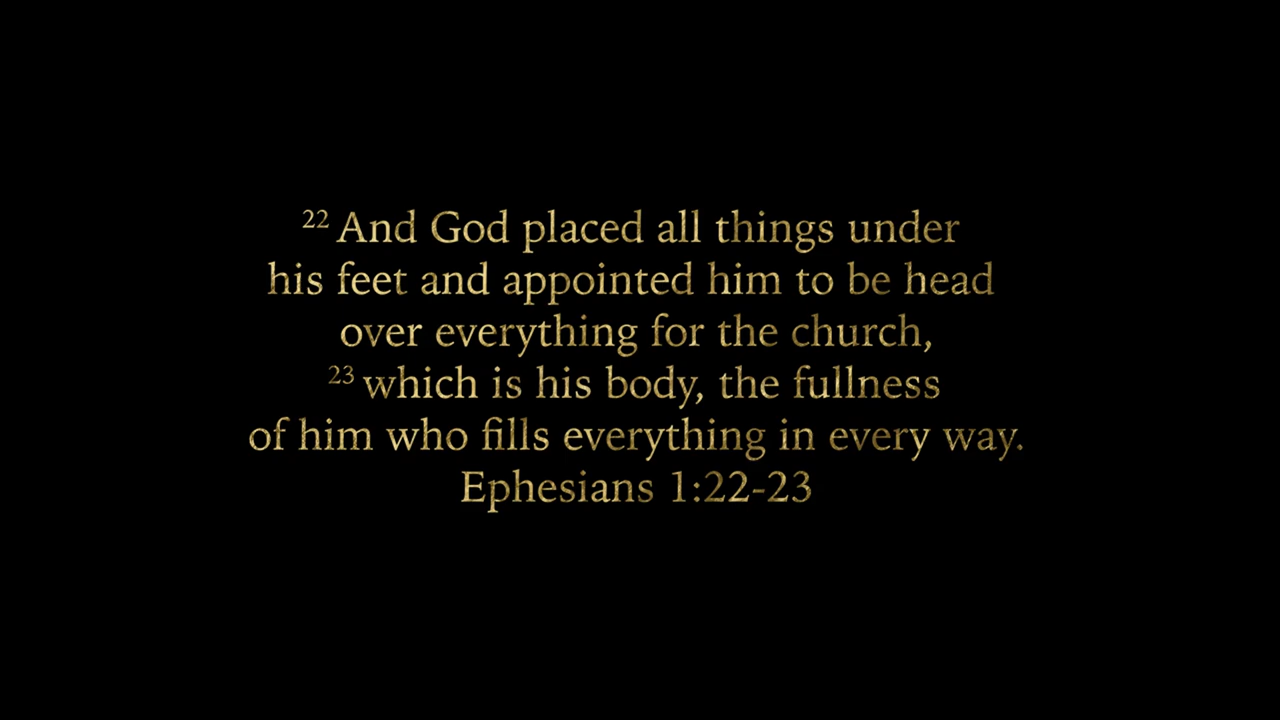 ²² And God placed all things under
his feet and appointed him to be head
over everything for the church,
²³ which is his body, the fullness
of him who fills everything in every way.
Ephesians 1:22-23